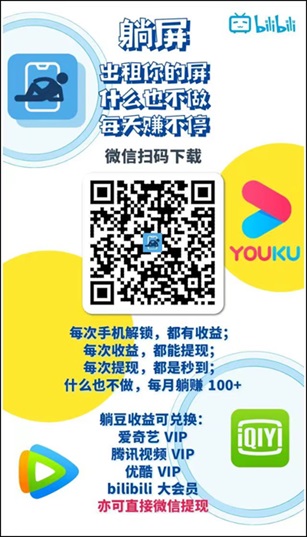 bilibili
躺屏
出租你的屏
什么也不做
每天赚不停
微信扫码下载
YOUKU
每次手机解锁，都有收益；
每次收益，都能提现；
每次提现，都是秒到；
什么也不做，每月躺赚 100+
躺豆收益可兑换：
爱奇艺 VIP
腾讯视频 VIP
优酷 VIP
bilibili 大会员
亦可直接微信提现
iQIYI